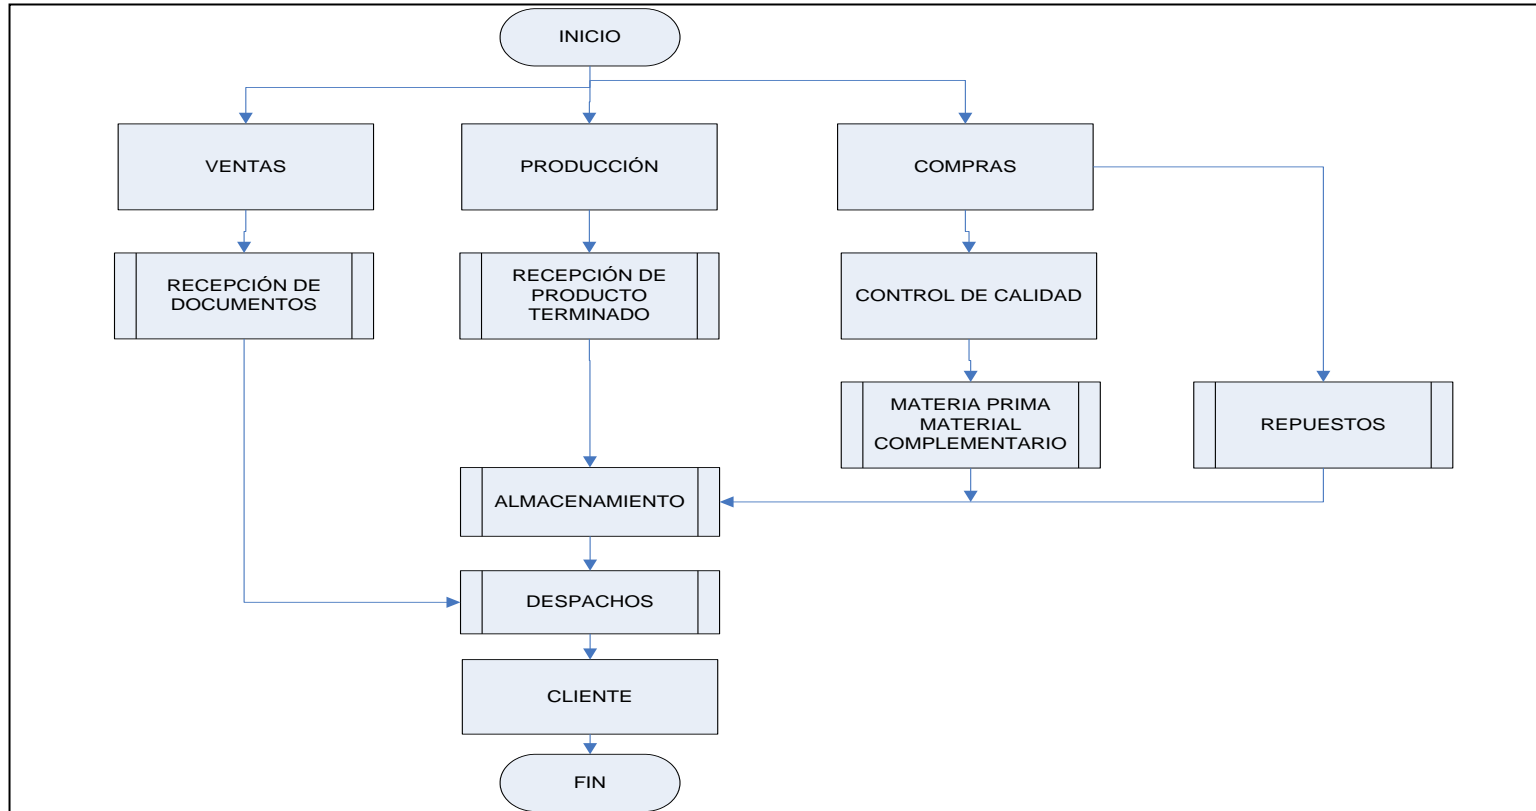 INICIO
VENTAS
PRODUCCIÓN
COMPRAS
RECEPCIÓN DE
DOCUMENTOS
RECEPCIÓN DE
PRODUCTO
TERMINADO
CONTROL DE CALIDAD
MATERIA PRIMA
MATERIAL
COMPLEMENTARIO
REPUESTOS
ALMACENAMIENTO
DESPACHOS
CLIENTE
FIN